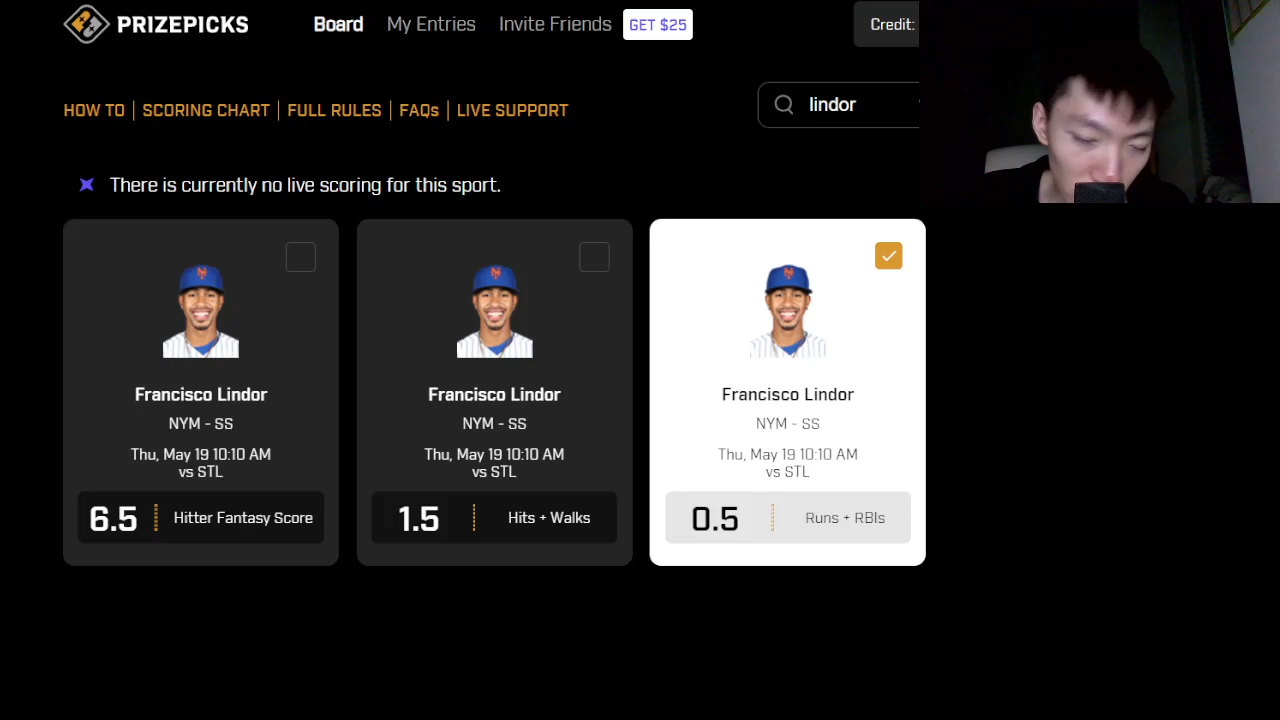 PRIZEPICKS Board My Entries Invite Friends GET $25 Credit:
HOW TO | SCORING CHART | FULL RULES | FAQs | LIVE SUPPORT
lindor
There is currently no live scoring for this sport.
Francisco Lindor
NYM - SS
Thu, May 19 10:10 AM
vs STL
6.5 Hitter Fantasy Score
Francisco Lindor
NYM - SS
Thu, May 19 10:10 AM
vs STL
1.5 Hits + Walks
Francisco Lindor
NYM - SS
Thu, May 19 10:10 AM
vs STL
0.5 Runs + RBIs